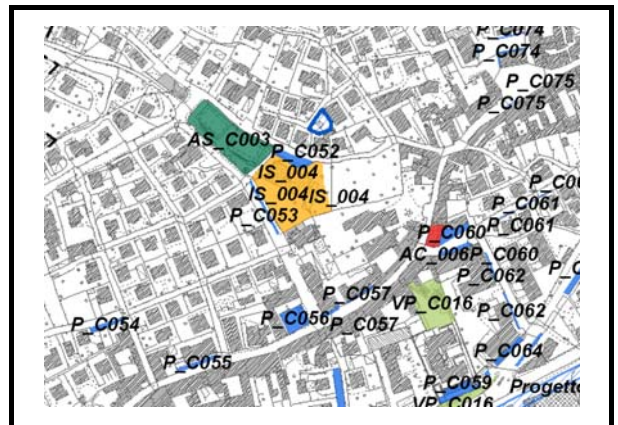 P_C074
P_C074
P_C075
P_C075
AS_C003
P_C052
IS_004
IS_004 IS_004
P_C053
P_C061
P_C060 P_C061
AC_006 P_C060
P_C062
P_C057
VP_C016
P_C056 P_C057
P_C062
P_C054
P_C064
P_C055
P_C059
VP_C016
Progetto